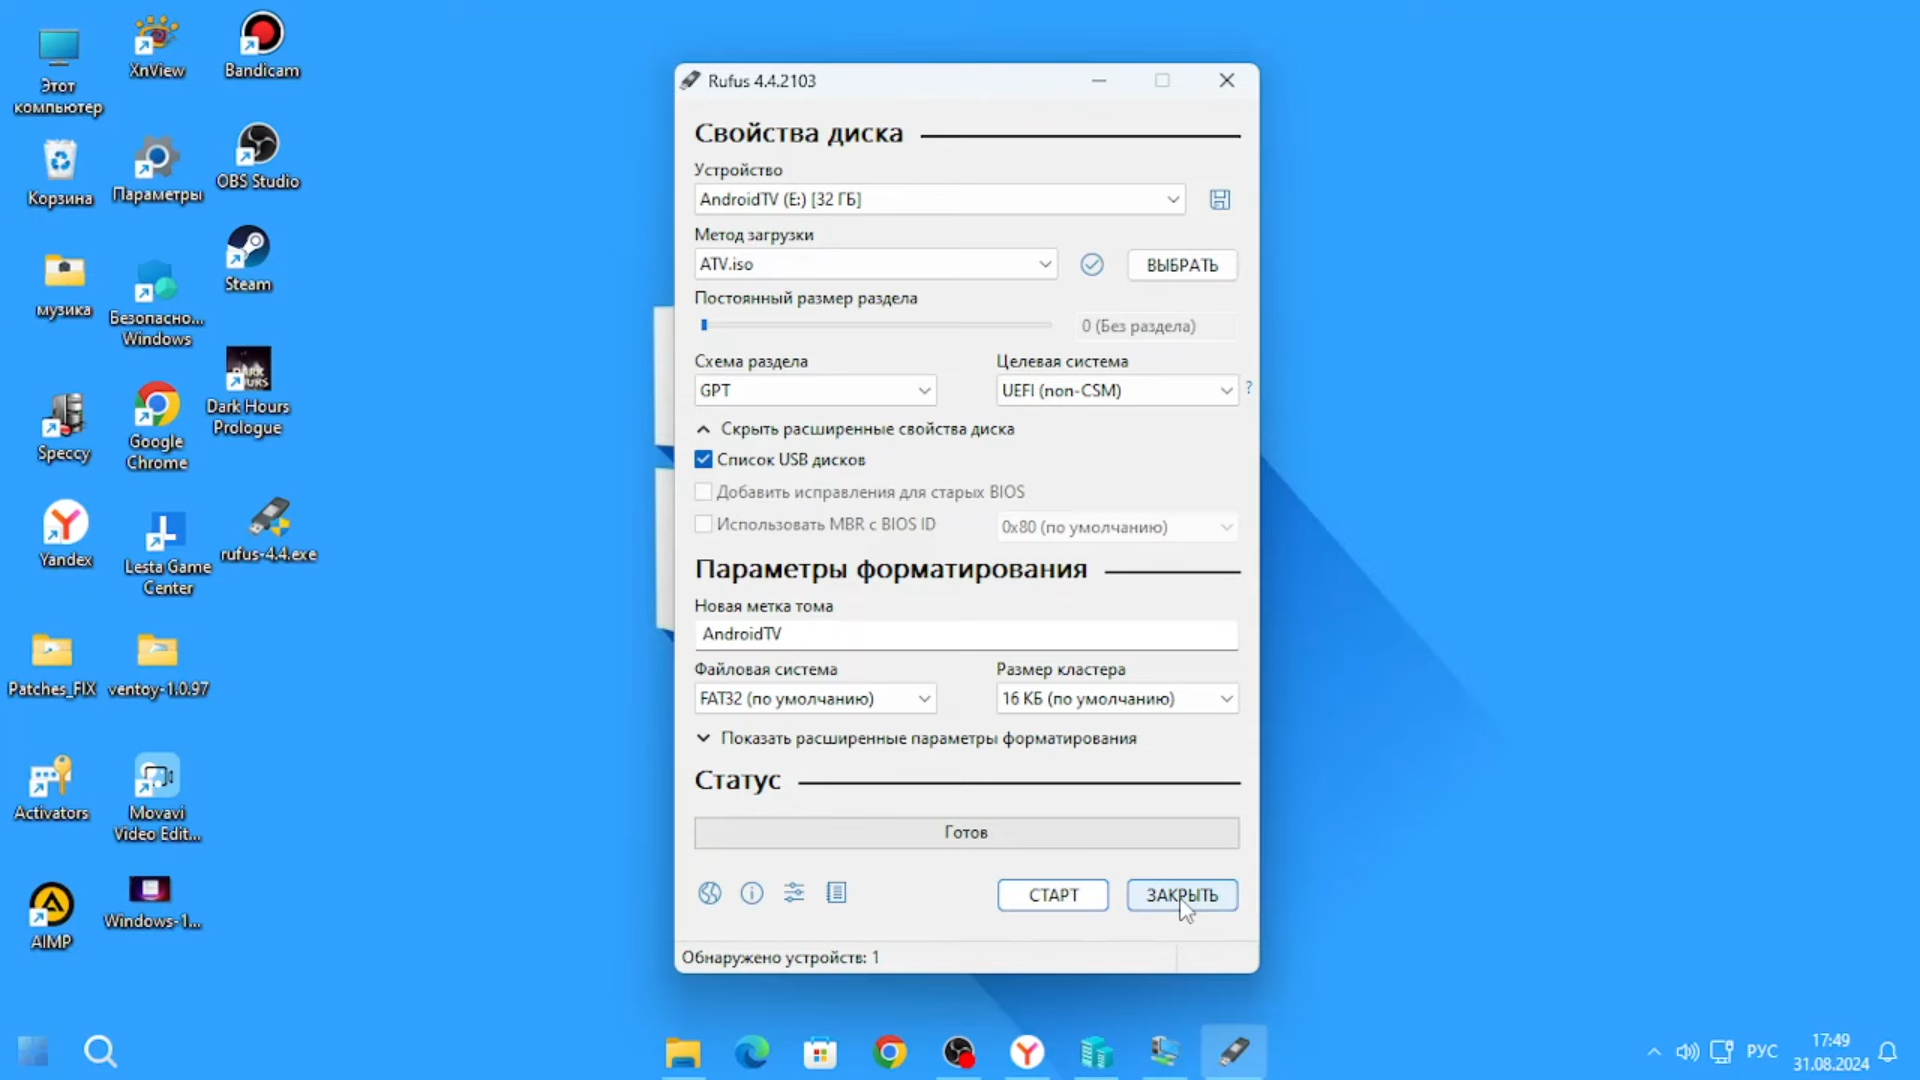 Этот
компьютер
XnView
Bandicam
Корзина
Параметры
OBS Studio
музика
Безопасно...
Windows
Steam
Speccy
Google
Chrome
DARK
HOURS
Dark Hours
Prologue
Yandex
Lesta Game
Center
rufus-4.4.exe
Patches_FIX
ventoy-1.0.97
Activators
Movavi
Video Edit...
AIMP
Windows-1...
Rufus 4.4.2103
Свойства диска
Устройство
AndroidTV (E:) [32 ГБ]
Метод загрузки
ATV.iso
ВЫБРАТЬ
Постоянный размер раздела
0 (Без раздела)
Схема раздела
Целевая система
GPT
UEFI (non-CSM)
?
Скрыть расширенные свойства диска
Список USB дисков
Добавить исправления для старых BIOS
Использовать MBR с BIOS ID
0x80 (по умолчанию)
Параметры форматирования
Новая метка тома
AndroidTV
Файловая система
Размер кластера
FAT32 (по умолчанию)
16 КБ (по умолчанию)
Показать расширенные параметры форматирования
Статус
Готов
СТАРТ
ЗАКРЫТЬ
Обнаружено устройств: 1
РУС
17:49
31.08.2024